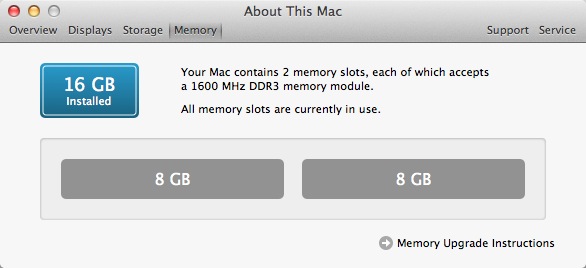 About This Mac
Overview Displays Storage Memory Support Service
16 GB
Installed
Your Mac contains 2 memory slots, each of which accepts
a 1600 MHz DDR3 memory module.
All memory slots are currently in use.
8 GB 8 GB
Memory Upgrade Instructions